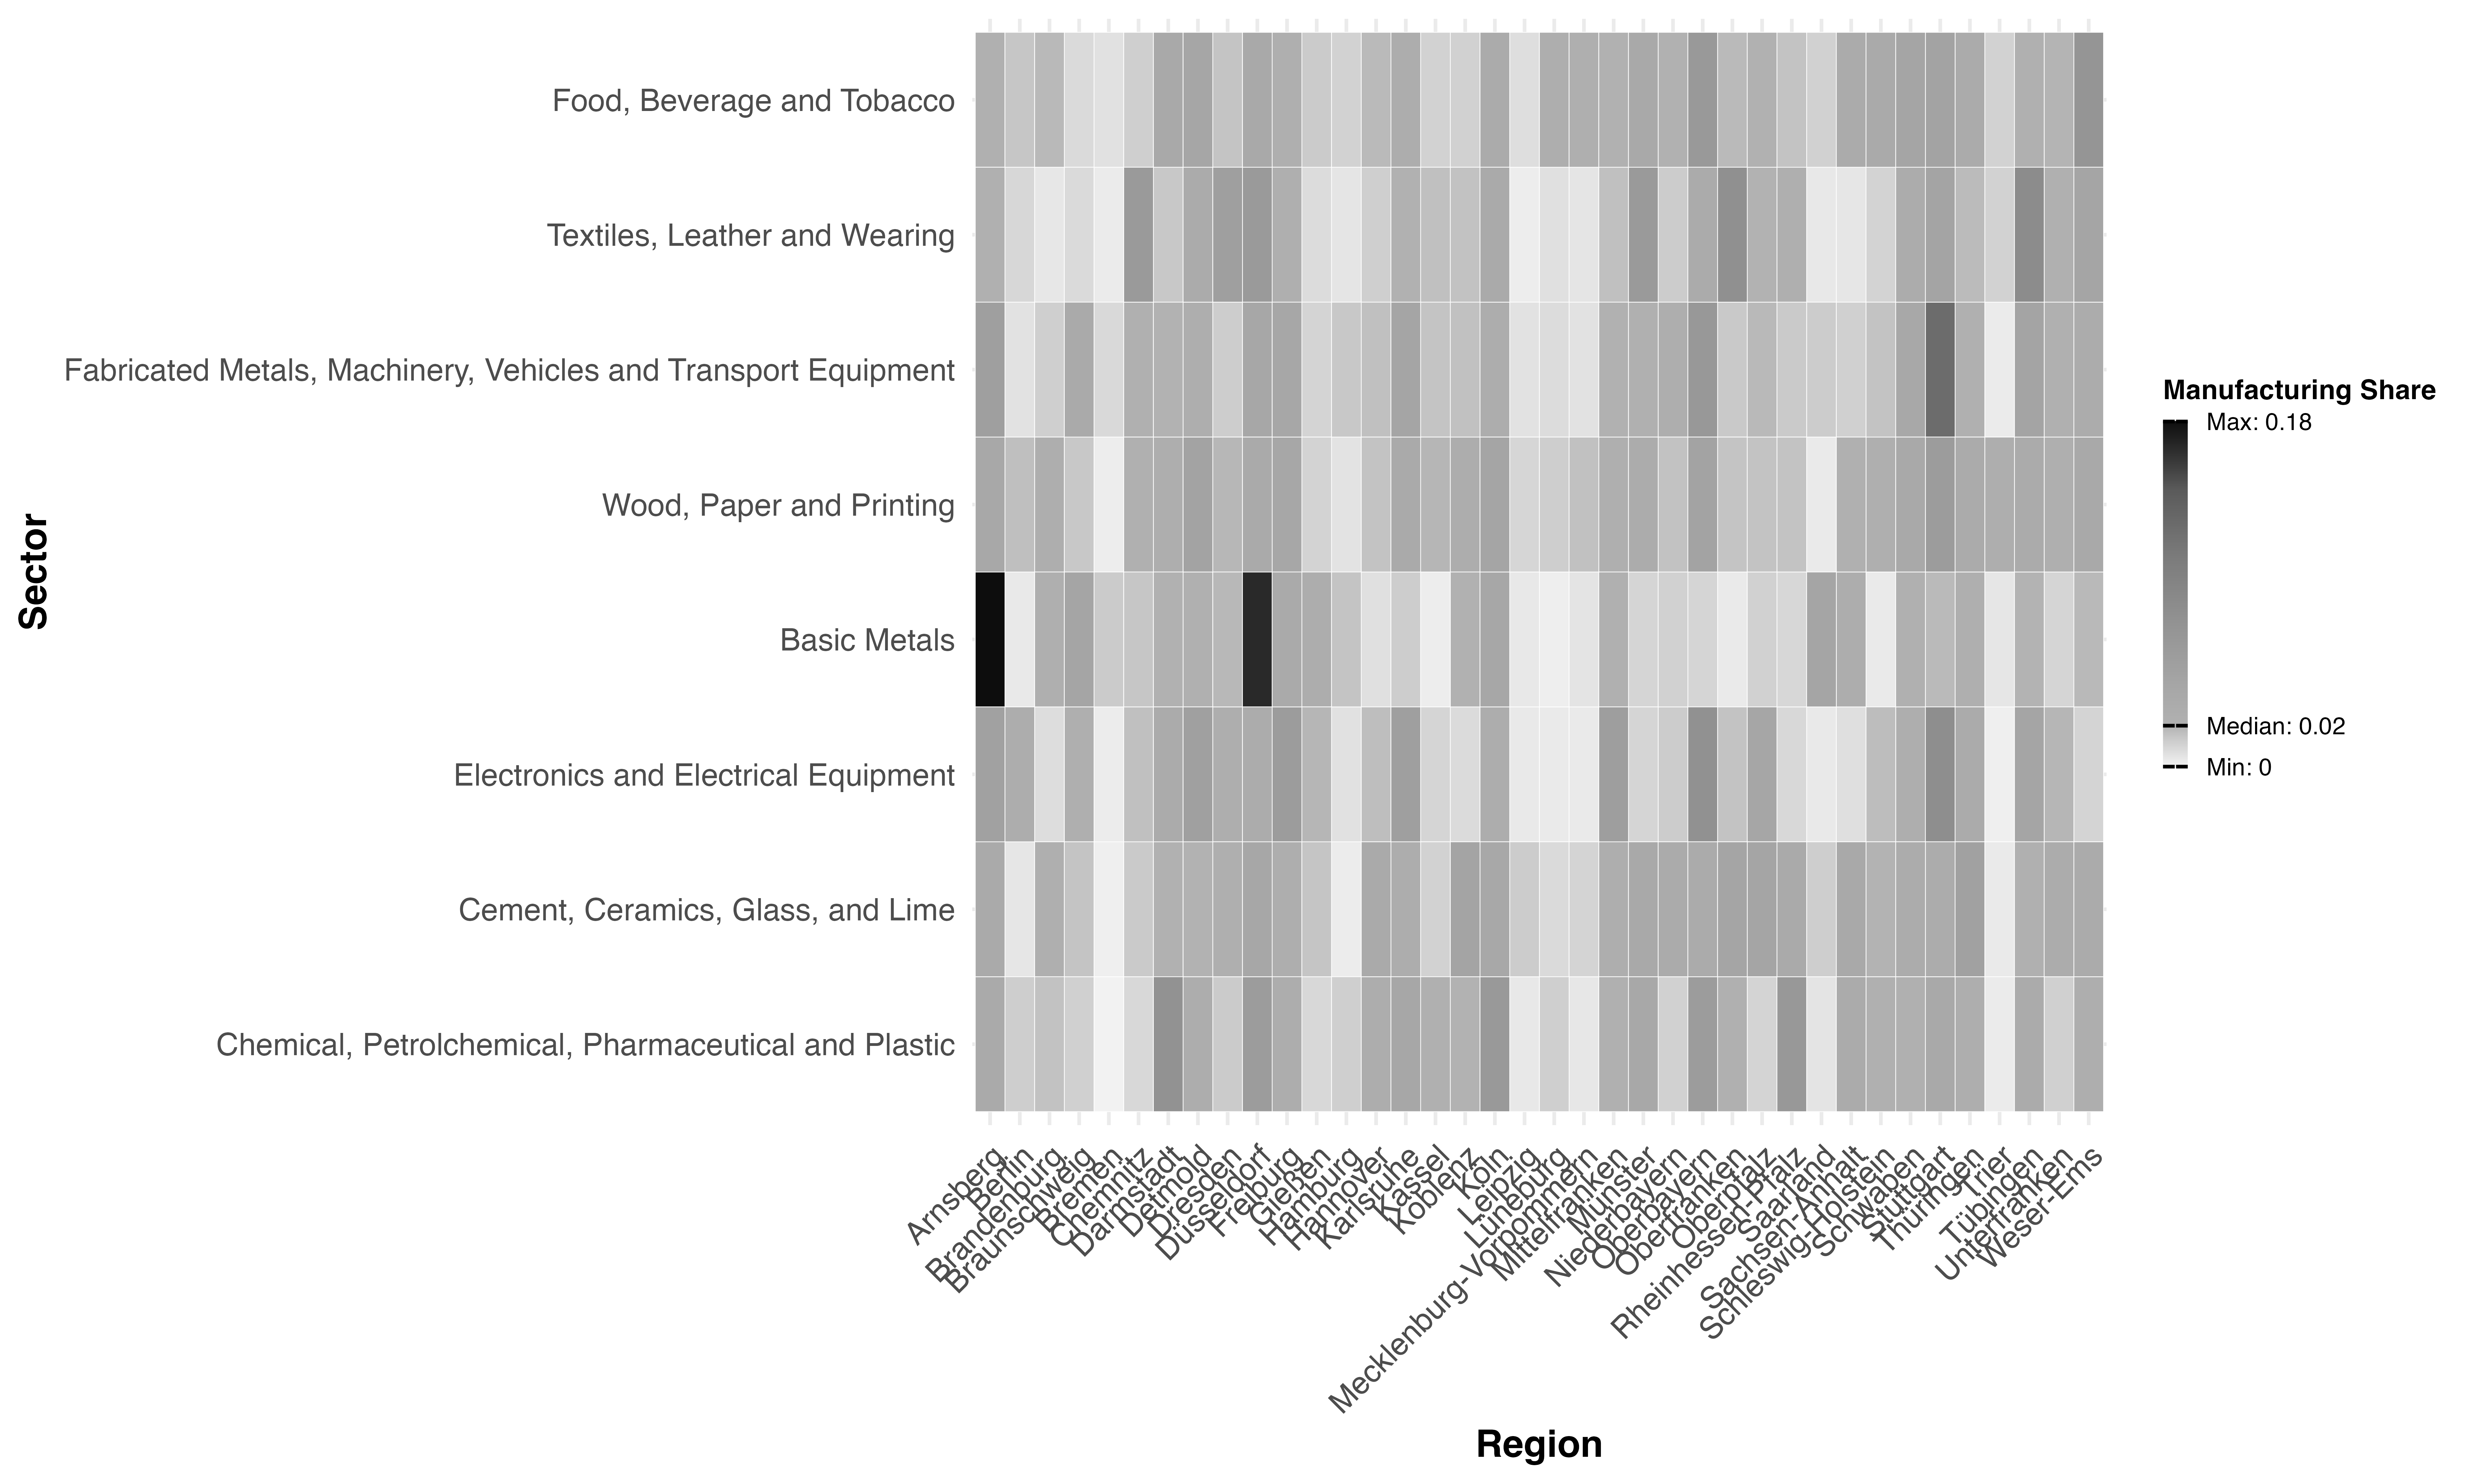 Food, Beverage and Tobacco
Textiles, Leather and Wearing
Fabricated Metals, Machinery, Vehicles and Transport Equipment
Wood, Paper and Printing
Basic Metals
Electronics and Electrical Equipment
Cement, Ceramics, Glass, and Lime
Chemical, Petrolchemical, Pharmaceutical and Plastic
Sector
Manufacturing Share
Max: 0.18
Median: 0.02
Min: 0
Arnsberg
Berlin
Brandenburg
Braunschweig
Bremen
Chemnitz
Darmstadt
Detmold
Dresden
Düsseldorf
Freiburg
Gießen
Hamburg
Hannover
Karlsruhe
Kassel
Koblenz
Köln
Leipzig
Lüneburg
Mecklenburg-Vorpommern
Mittelfranken
Münster
Niederbayern
Oberbayern
Oberfranken
Oberpfalz
Rheinhessen-Pfalz
Saarland
Sachsen-Anhalt
Schleswig-Holstein
Schwaben
Stuttgart
Thüringen
Trier
Tübingen
Unterfranken
Weser-Ems
Region